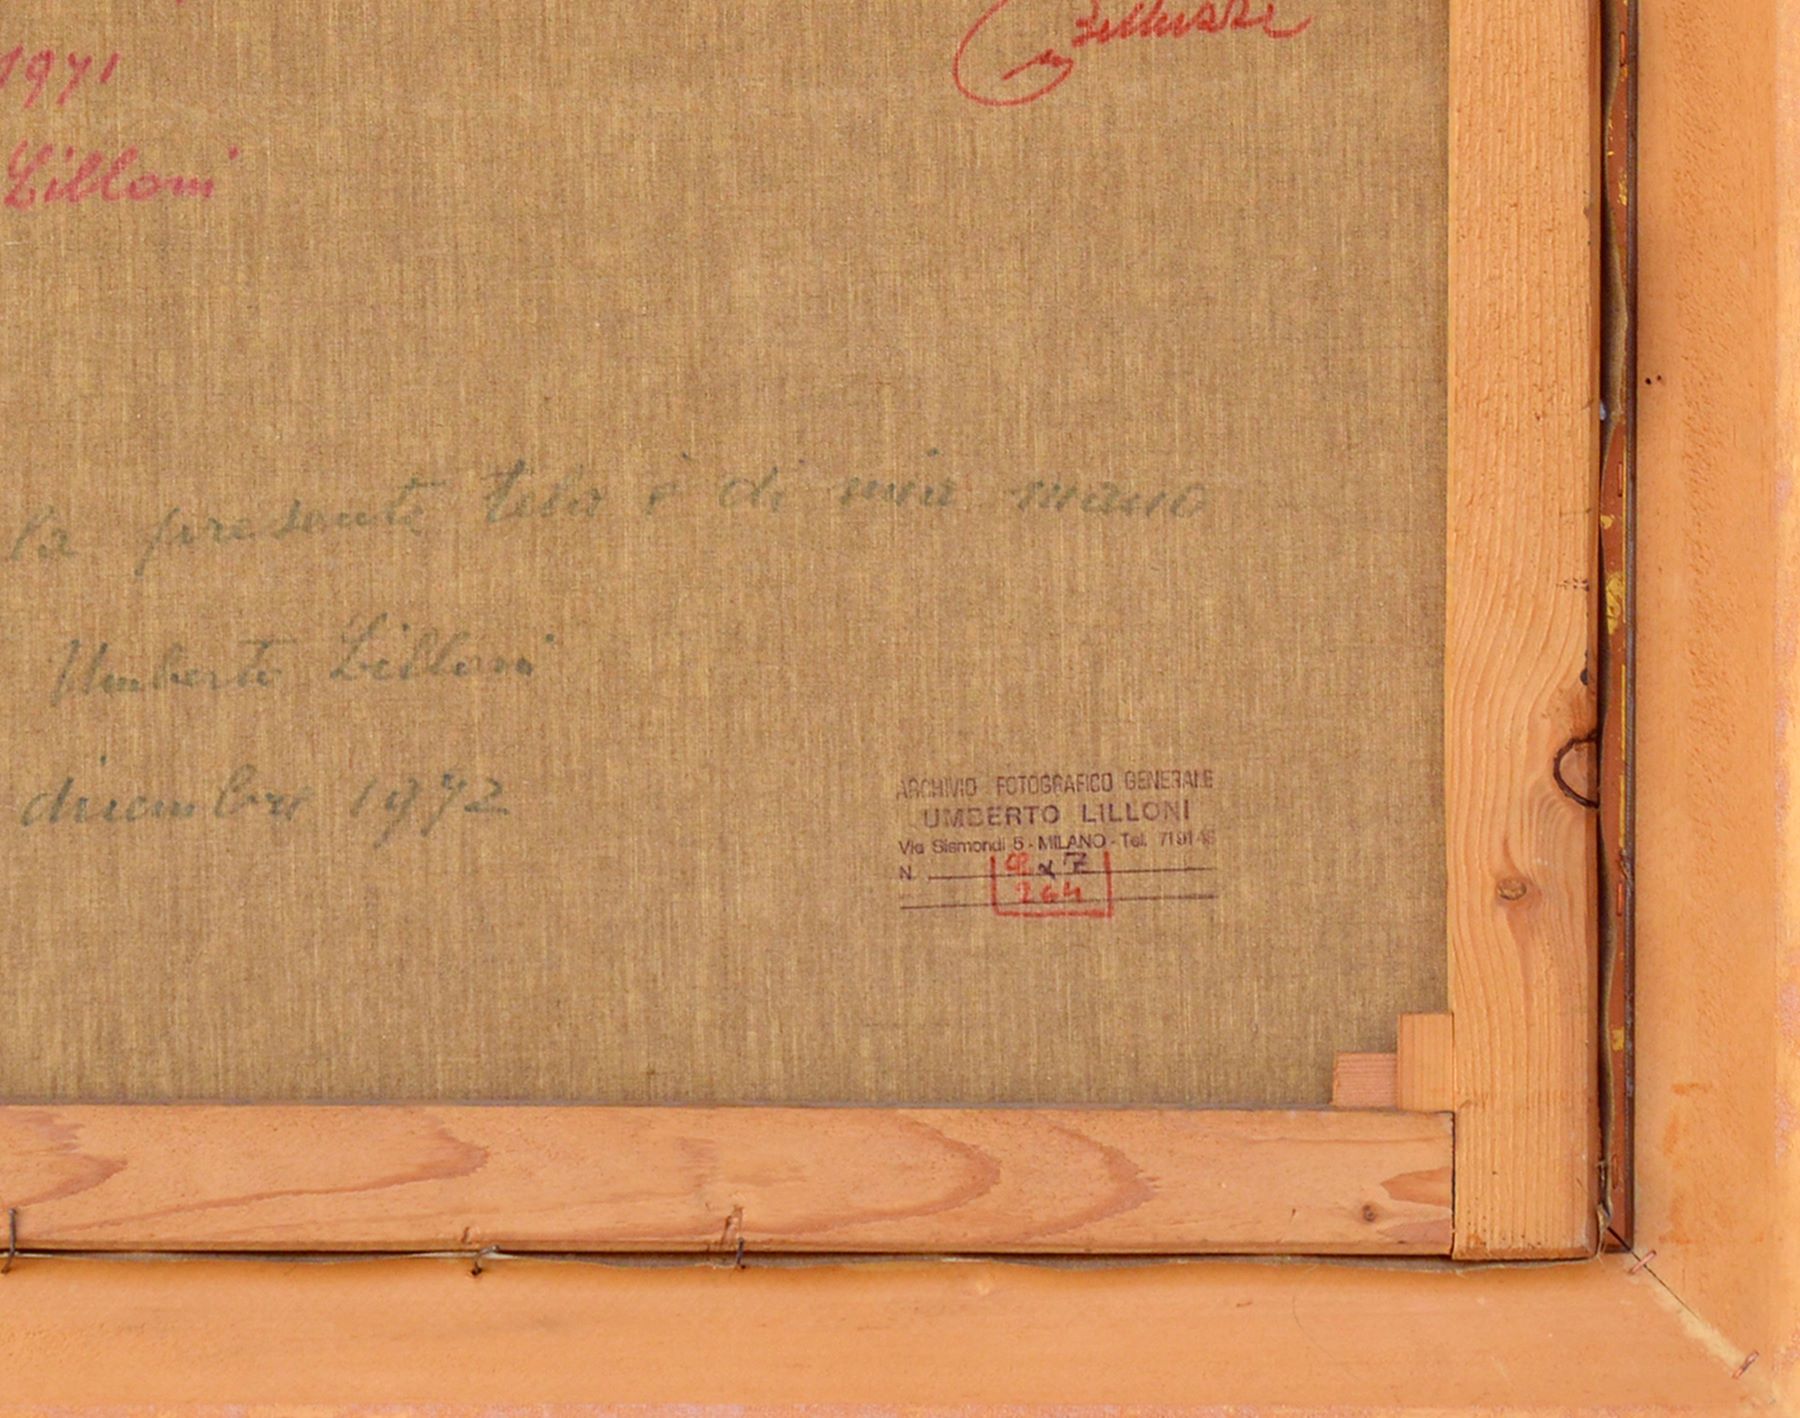 1971
Lilloni
la presente tela è di mia mano
Umberto Lilloni
dicembre 1972
ARCHIVIO FOTOGRAFICO GENERALE
UMBERTO LILLONI
Via Sismondi 5 - MILANO - Tel. 719145
N
264